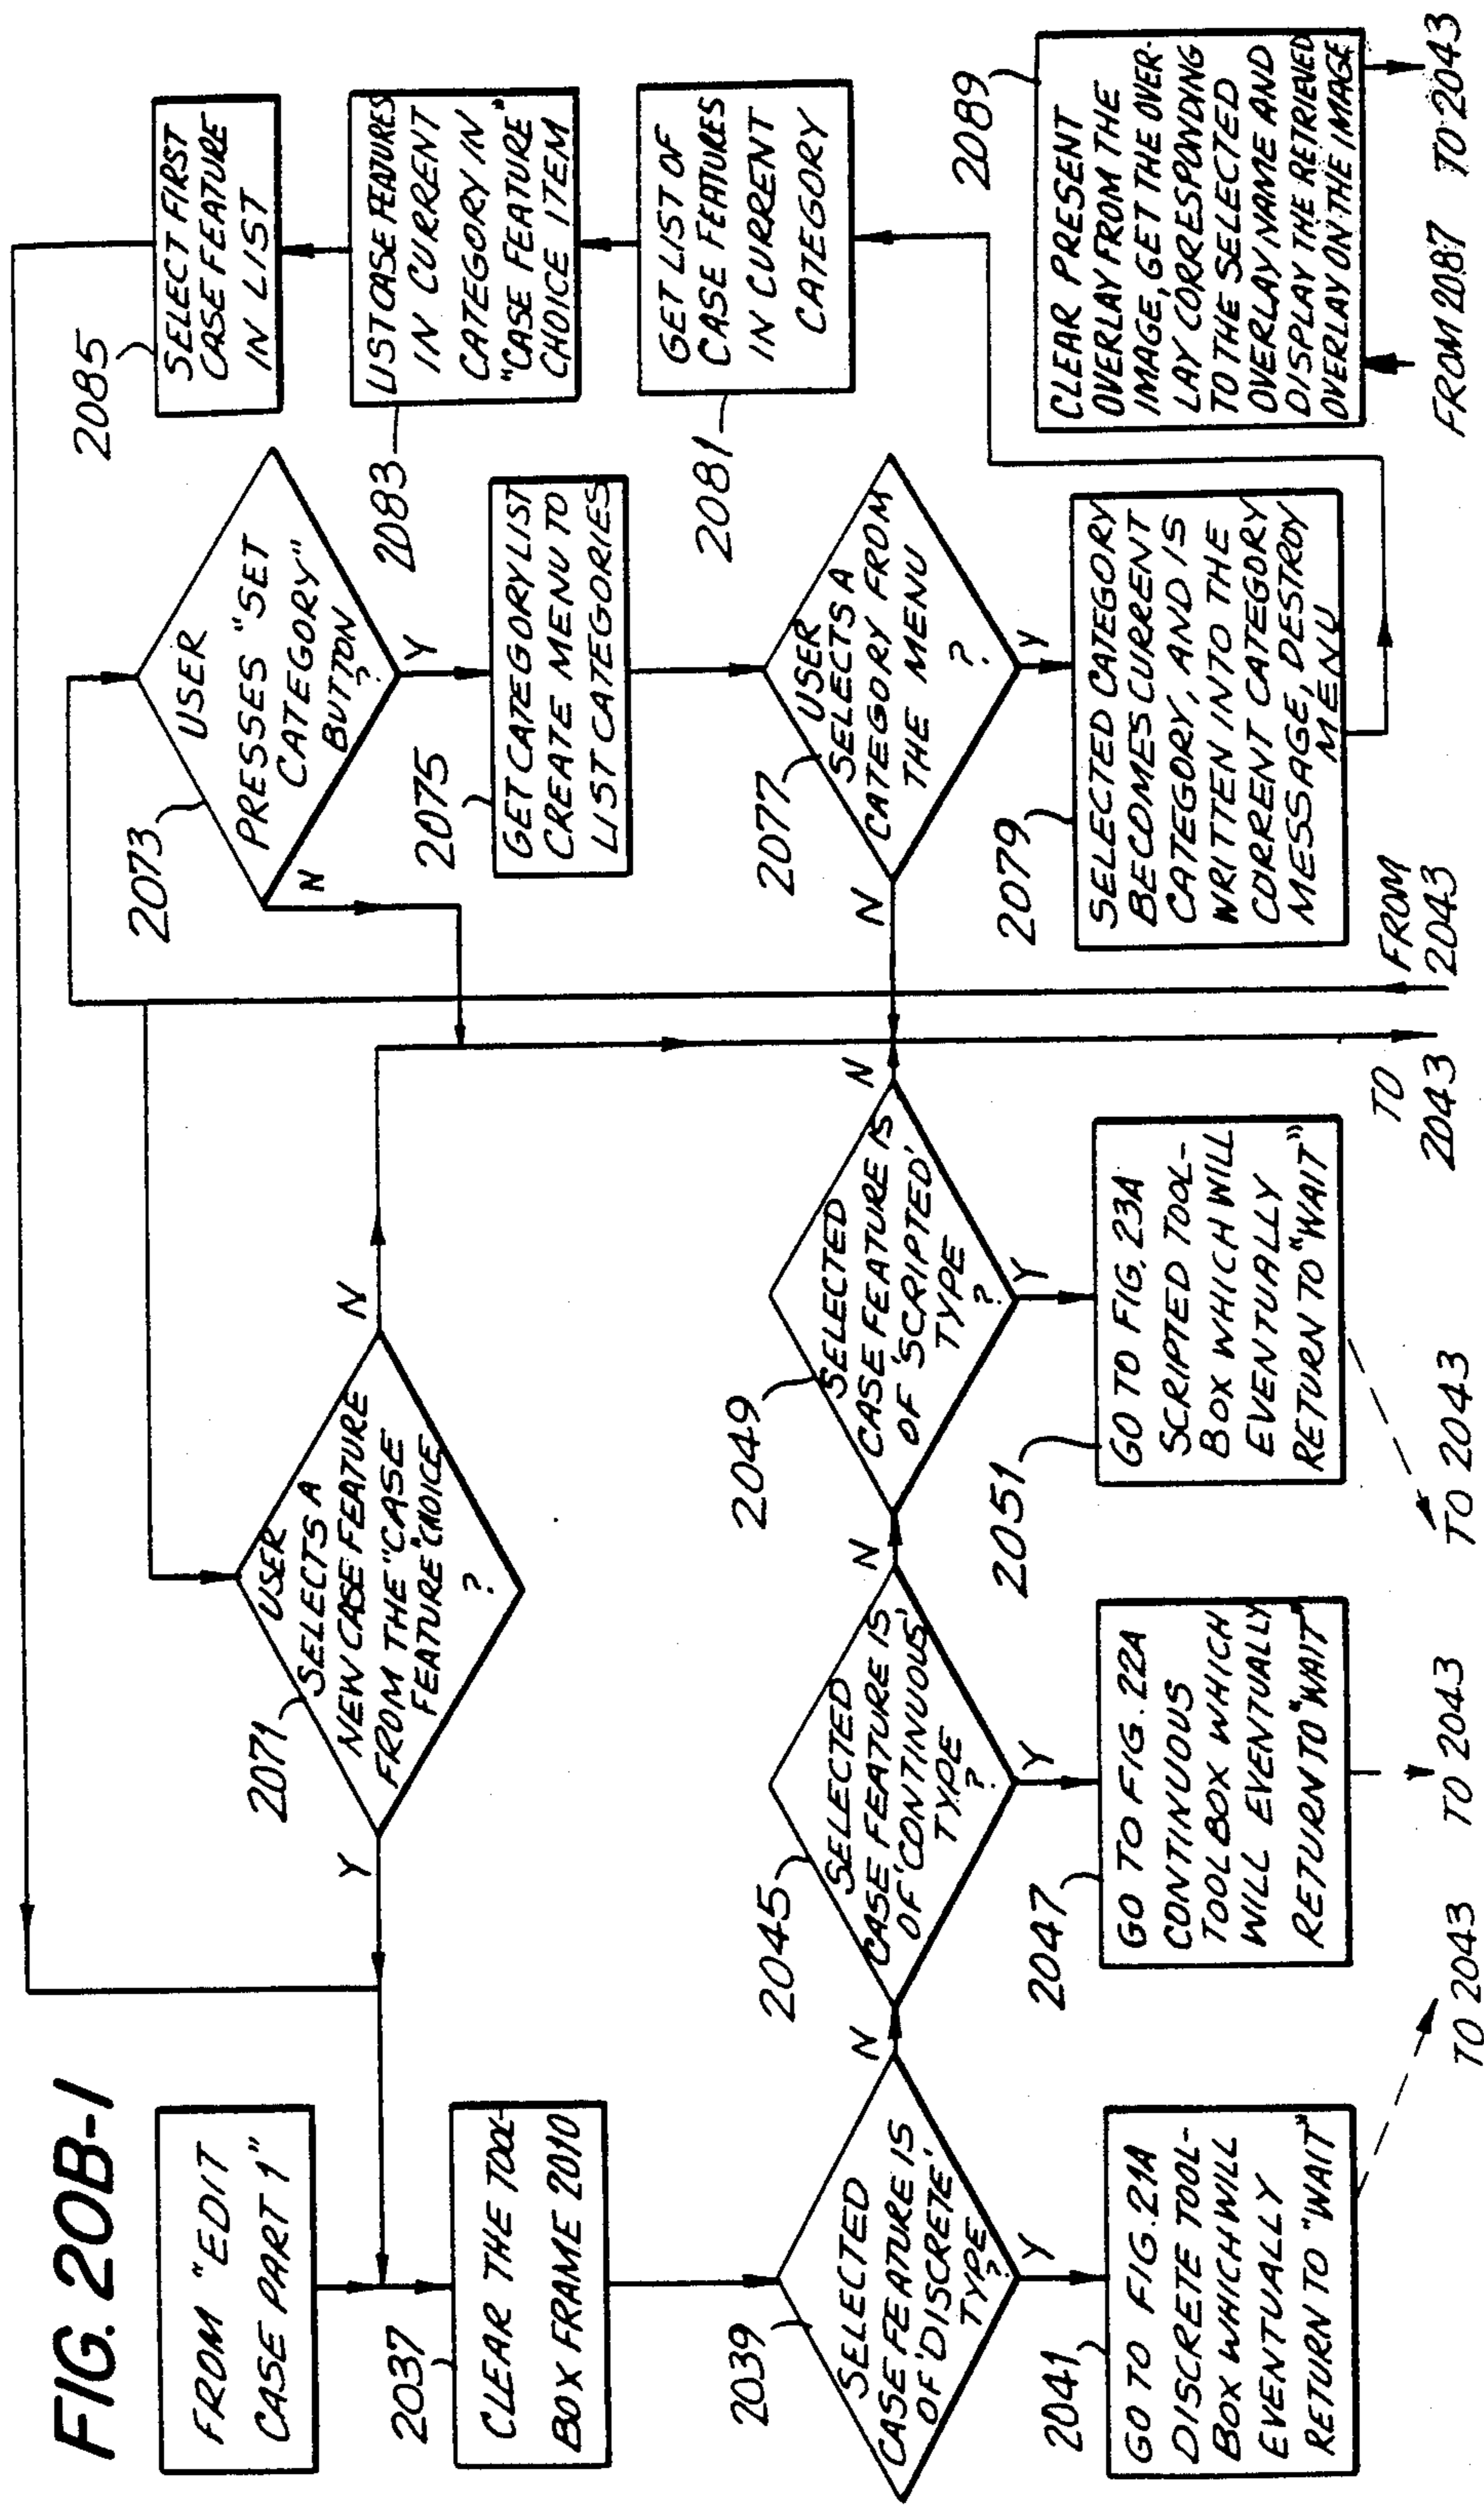 FIG. 20B-1
FROM "EDIT
CASE PART 1"
2037
CLEAR THE TOOL-
BOX FRAME 2010
2039
SELECTED
CASE FEATURE IS
OF 'DISCRETE'
TYPE
?
N
Y
2041
GO TO FIG 21A
DISCRETE TOOL-
BOX WHICH WILL
EVENTUALLY
RETURN TO "WAIT"
TO 2043
2045
SELECTED
CASE FEATURE IS
OF 'CONTINUOUS'
TYPE
?
N
Y
2047
GO TO FIG. 22A
CONTINUOUS
TOOLBOX WHICH
WILL EVENTUALLY
RETURN TO "WAIT"
TO 2043
2071
USER
SELECTS A
NEW CASE FEATURE
FROM THE "CASE
FEATURE" CHOICE
?
Y
N
2049
SELECTED
CASE FEATURE IS
OF 'SCRIPTED'
TYPE
?
N
Y
2051
GO TO FIG. 23A
SCRIPTED TOOL-
BOX WHICH WILL
EVENTUALLY
RETURN TO "WAIT"
TO 2043
TO
2043
FROM
2043
2073
USER
PRESSES "SET
CATEGORY"
BUTTON
?
N
Y
2075
GET CATEGORY LIST
CREATE MENU TO
LIST CATEGORIES
2077
USER
SELECTS A
CATEGORY FROM
THE MENU
?
N
Y
2079
SELECTED CATEGORY
BECOMES CURRENT
CATEGORY, AND IS
WRITTEN INTO THE
CURRENT CATEGORY
MESSAGE, DESTROY
MENU
2085
SELECT FIRST
CASE FEATURE
IN LIST
2083
LIST CASE FEATURES
IN CURRENT
CATEGORY IN
"CASE FEATURE"
CHOICE ITEM
2081
GET LIST OF
CASE FEATURES
IN CURRENT
CATEGORY
2089
CLEAR PRESENT
OVERLAY FROM THE
IMAGE, GET THE OVER-
LAY CORRESPONDING
TO THE SELECTED
OVERLAY NAME AND
DISPLAY THE RETRIEVED
OVERLAY ON THE IMAGE
FROM 2087
TO 2043